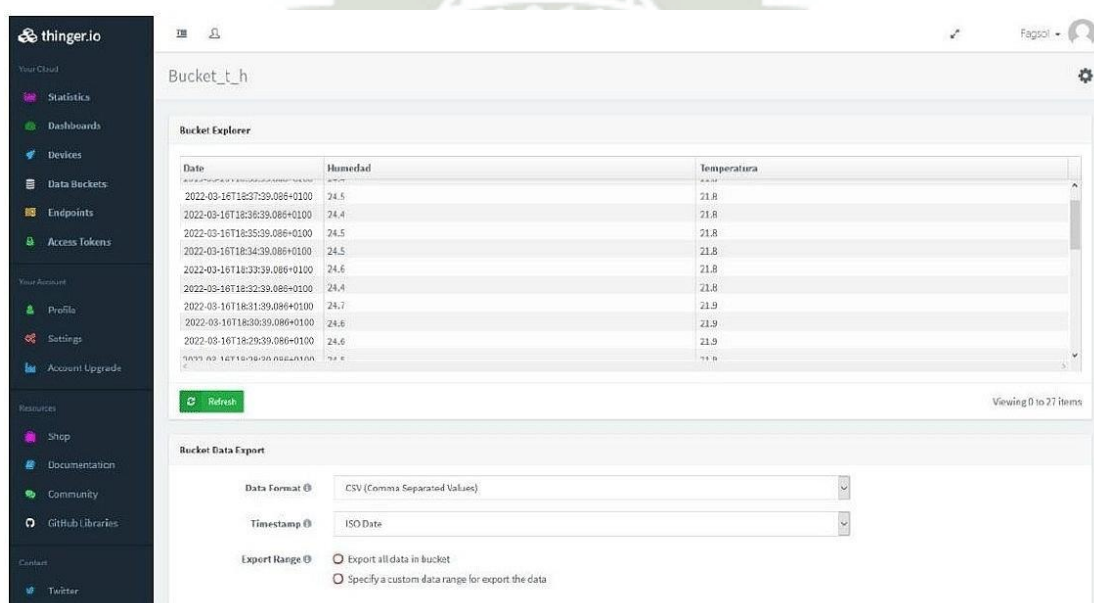 thinger.io
Fagsol
Your Cloud
Statistics
Dashboards
Devices
Data Buckets
Endpoints
Access Tokens
Your Account
Profile
Settings
Account Upgrade
Resources
Shop
Documentation
Community
GitHub Libraries
Contact
Twitter
Bucket_t_h
Bucket Explorer
Date Humedad Temperatura
2022-03-16T18:37:39.086+0100 24.5 21.8
2022-03-16T18:36:39.086+0100 24.4 21.8
2022-03-16T18:35:39.086+0100 24.5 21.8
2022-03-16T18:34:39.086+0100 24.5 21.8
2022-03-16T18:33:39.086+0100 24.6 21.8
2022-03-16T18:32:39.086+0100 24.4 21.8
2022-03-16T18:31:39.086+0100 24.7 21.9
2022-03-16T18:30:39.086+0100 24.6 21.9
2022-03-16T18:29:39.086+0100 24.6 21.9
Refresh
Viewing 0 to 27 items
Bucket Data Export
Data Format CSV (Comma Separated Values)
Timestamp ISO Date
Export Range Export all data in bucket
Specify a custom data range for export the data